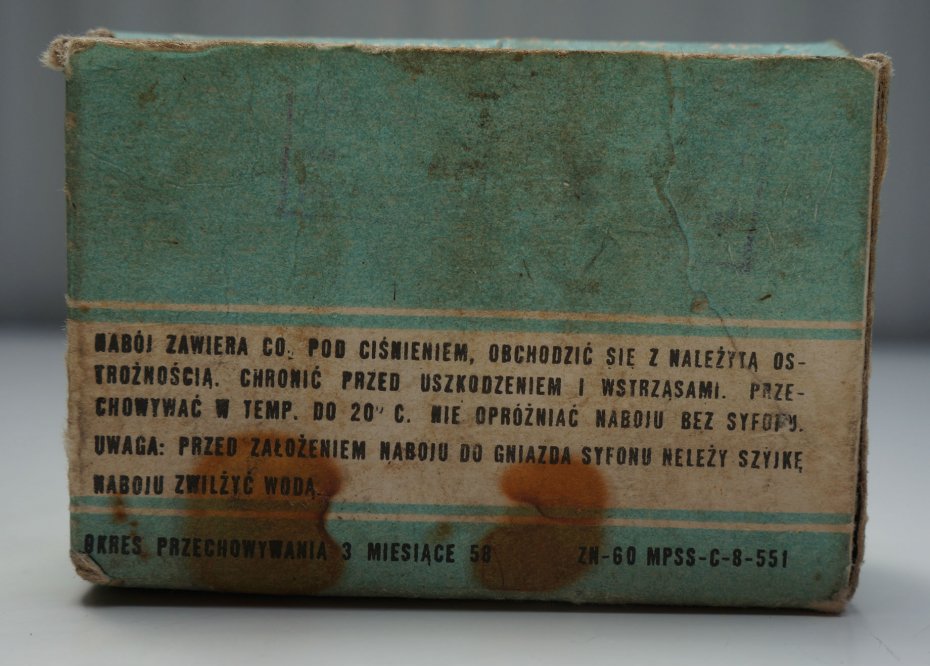 NABÓJ ZAWIERA CO₂ POD CIŚNIENIEM, OBCHODZIĆ SIĘ Z NALEŻYTĄ OS-
TROŻNOŚCIĄ. CHRONIĆ PRZED USZKODZENIEM I WSTRZĄSAMI. PRZE-
CHOWYWAĆ W TEMP. DO 20° C. NIE OPRÓŻNIAĆ NABOJU BEZ SYFONU.
UWAGA: PRZED ZAŁOŻENIEM NABOJU DO GNIAZDA SYFONU NELEŻY SZYJKĘ
NABOJU ZWILŻYĆ WODĄ.
OKRES PRZECHOWYWANIA 3 MIESIĄCE 58 ZN-60 MPSS-C-8-551